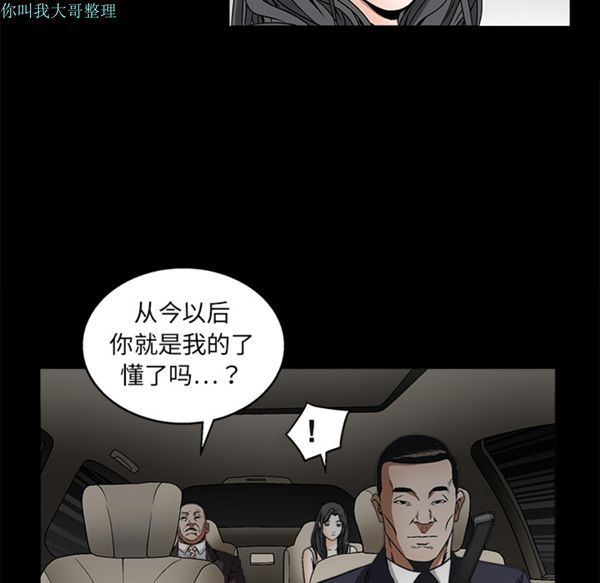 你叫我大哥整理
从今以后
你就是我的了
懂了吗...？
！